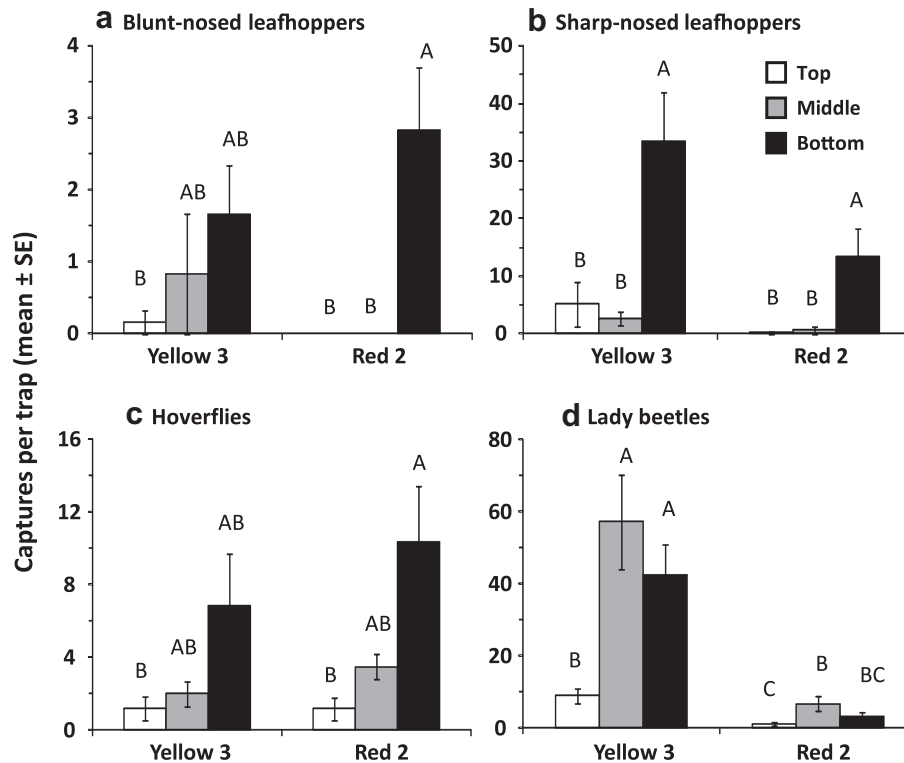 a Blunt-nosed leafhoppers
4
3
2
1
0
B
AB
AB
B
B
A
Yellow 3
Red 2
b Sharp-nosed leafhoppers
50
40
30
20
10
0
B
B
A
B
B
A
Top
Middle
Bottom
Yellow 3
Red 2
Captures per trap (mean ± SE)
c Hoverflies
16
12
8
4
0
B
AB
AB
B
AB
A
Yellow 3
Red 2
d Lady beetles
80
60
40
20
0
B
A
A
C
B
BC
Yellow 3
Red 2